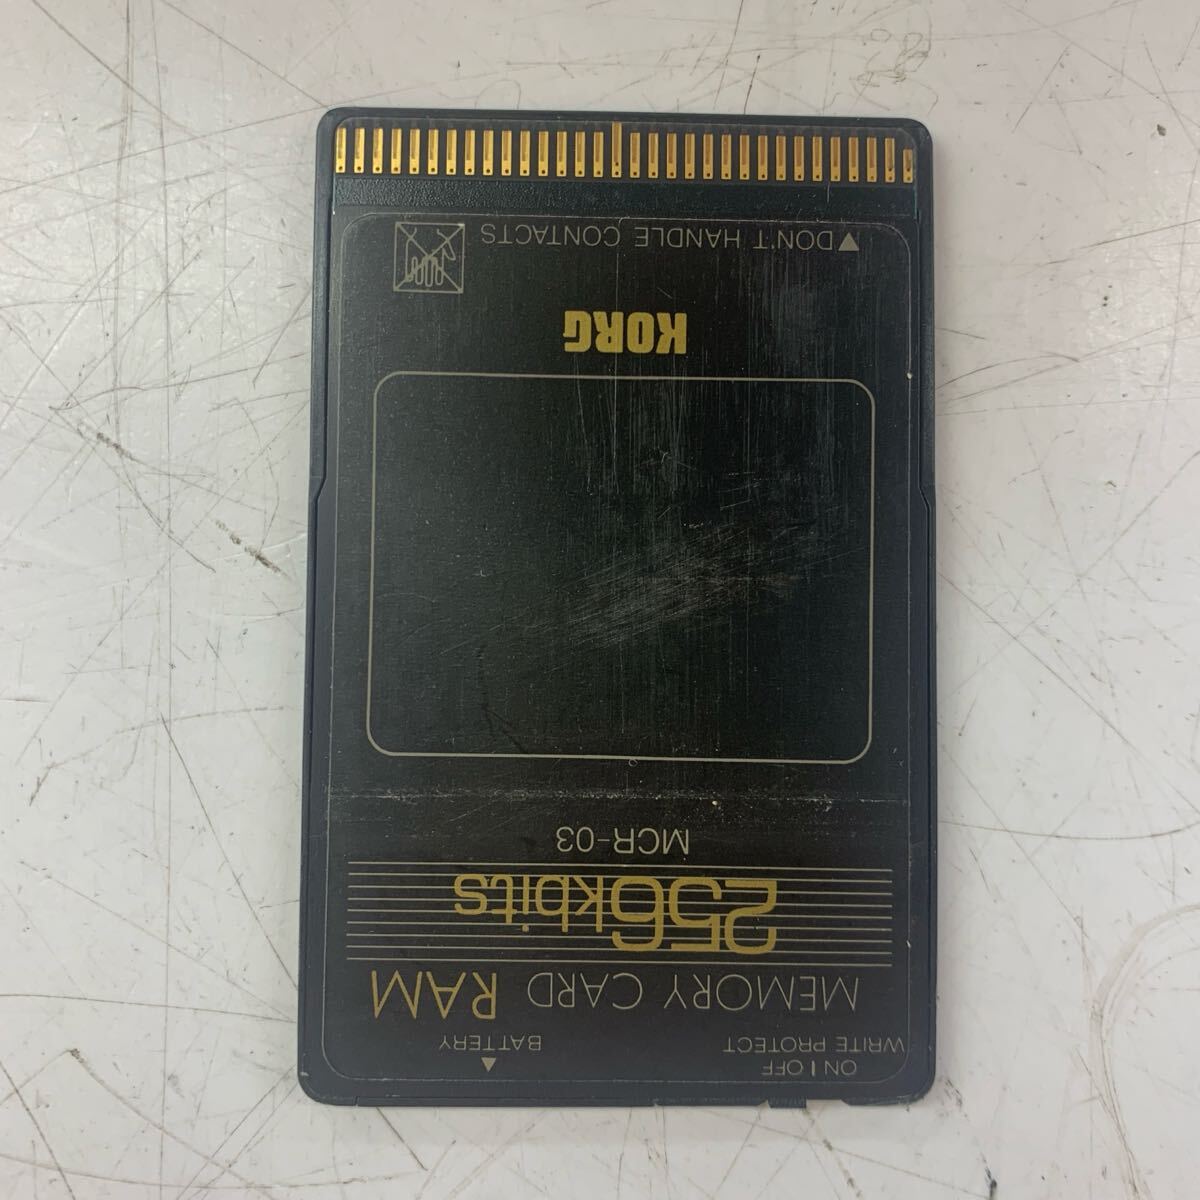 ON | OFF
WRITE PROTECT
BATTERY
MEMORY CARD RAM
256kbits
MCR-03
KORG
▼DON'T HANDLE CONTACTS